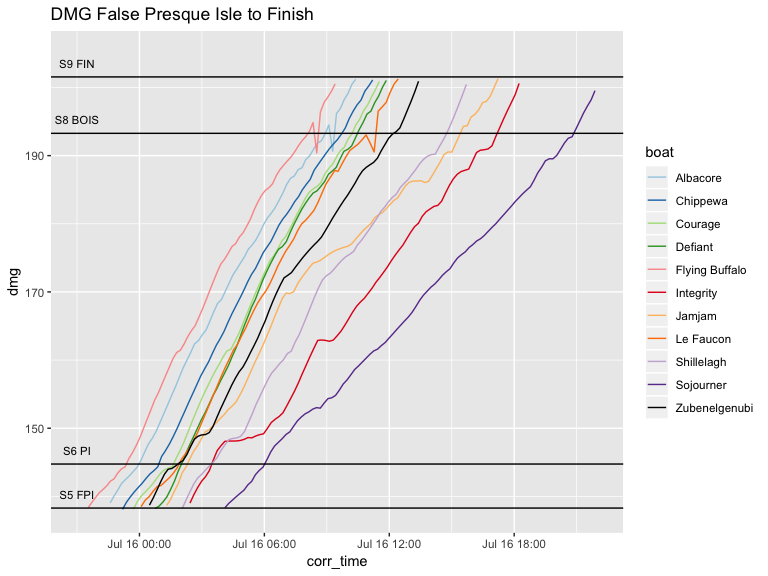 DMG False Presque Isle to Finish
S9 FIN
S8 BOIS
190
170
150
dmg
S6 PI
S5 FPI
Jul 16 00:00
Jul 16 06:00
Jul 16 12:00
Jul 16 18:00
corr_time
boat
Albacore
Chippewa
Courage
Defiant
Flying Buffalo
Integrity
Jamjam
Le Faucon
Shillelagh
Sojourner
Zubenelgenubi